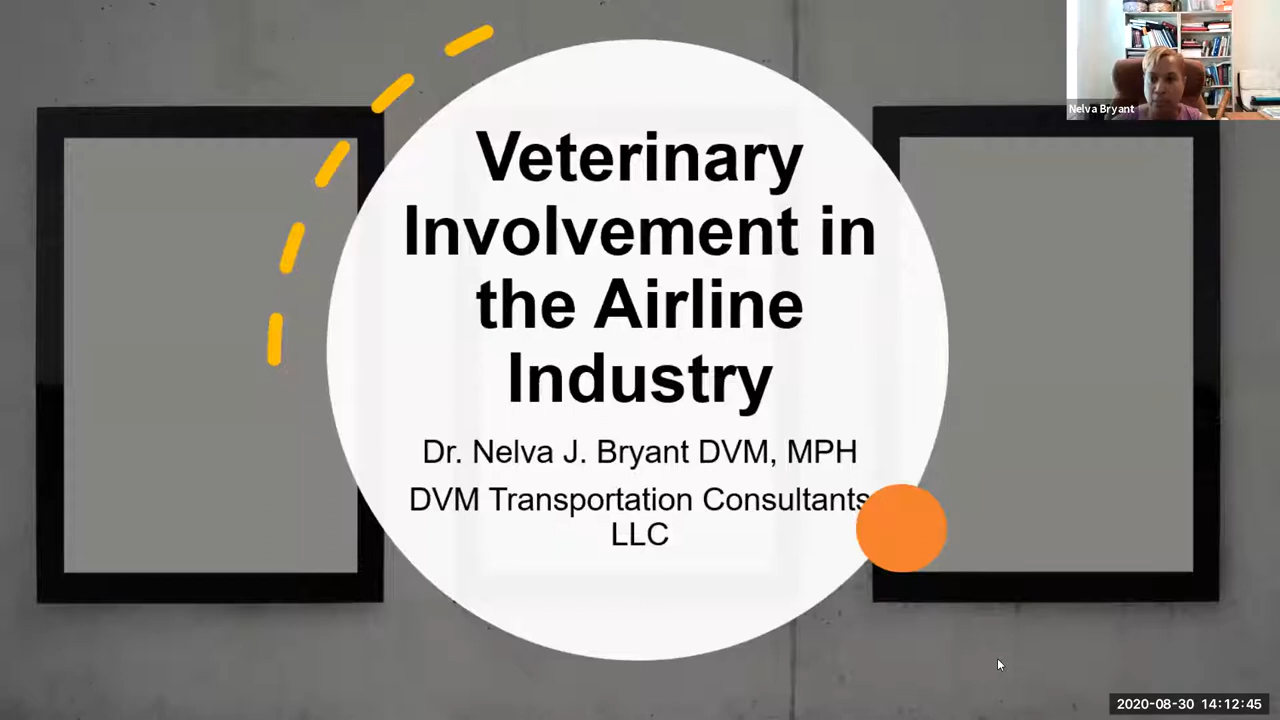 Nelva Bryant
Veterinary
Involvement in
the Airline
Industry
Dr. Nelva J. Bryant DVM, MPH
DVM Transportation Consultants
LLC
2020-08-30 14:12:45